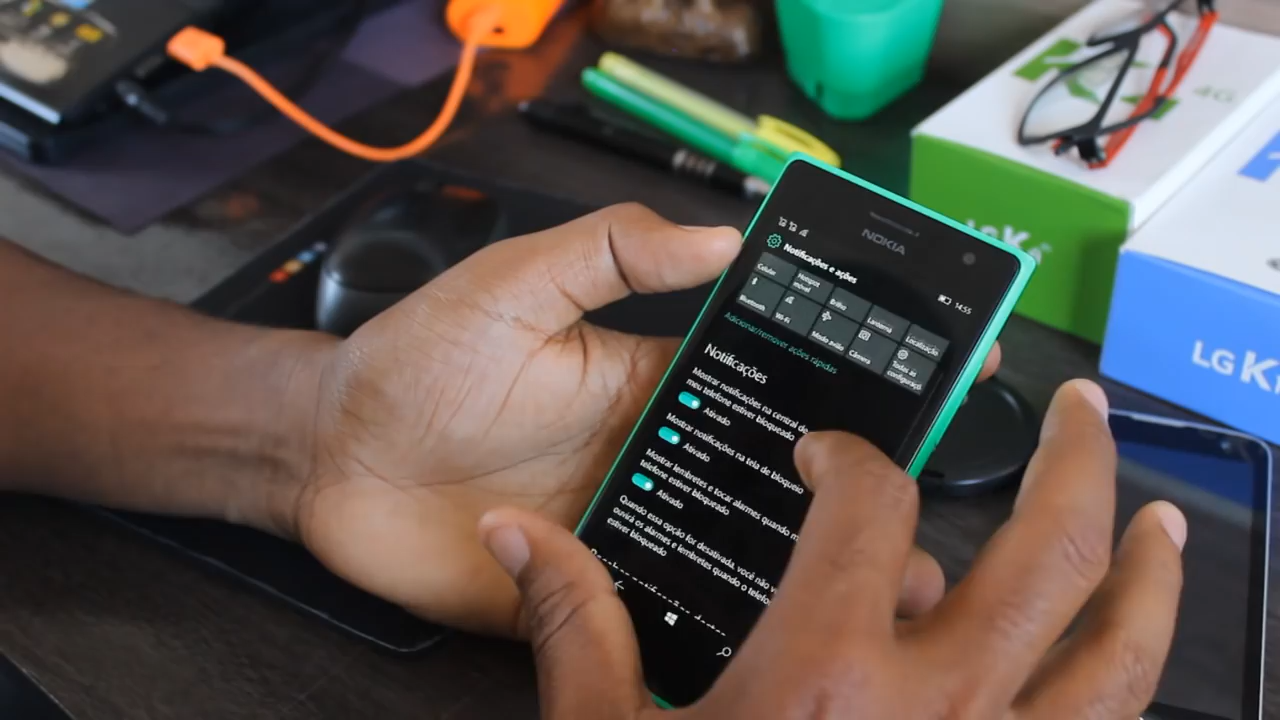 NOKIA
14:55
Notificações e ações
Celular
Hotspot móvel
Brilho
Lanterna
Localização
Bluetooth
Wi-Fi
Modo avião
Câmera
Todas as configuraçõ
Adicionar/remover ações rápidas
Notificações
Mostrar notificações na central de
meu telefone estiver bloqueado
Ativado
Mostrar notificações na tela de bloqueio
Ativado
Mostrar lembretes e tocar alarmes quando m
telefone estiver bloqueado
Ativado
Quando essa opção for desativada, você não
ouvirá os alarmes e lembretes quando o telefo
estiver bloqueado
4G
LG K
LG K